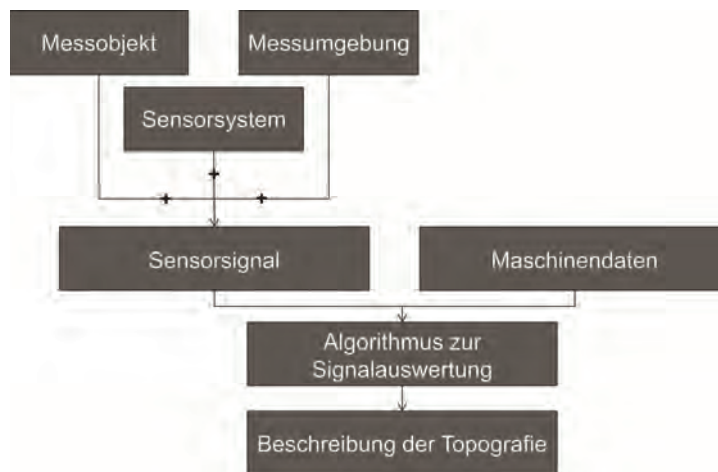 Messobjekt
Messumgebung
Sensorsystem
+
+
+
Sensorsignal
Maschinendaten
Algorithmus zur
Signalauswertung
Beschreibung der Topografie